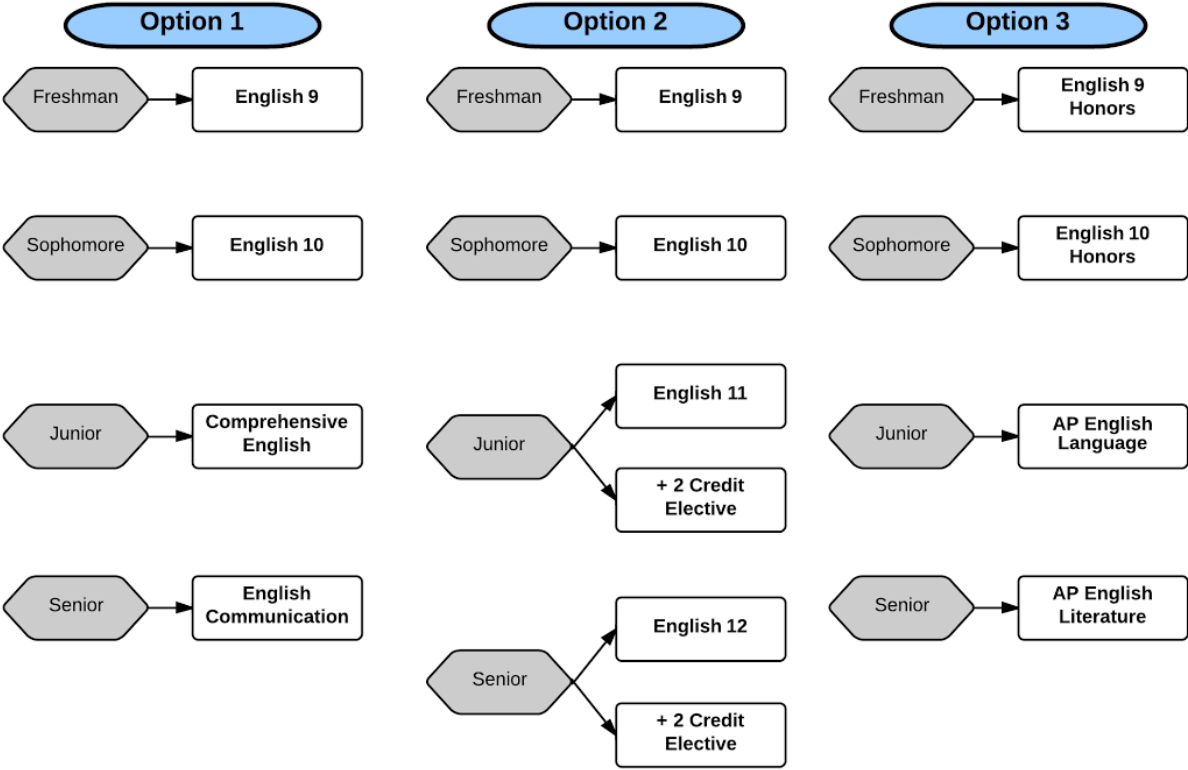 Option 1
Freshman
English 9
Sophomore
English 10
Junior
Comprehensive
English
Senior
English
Communication
Option 2
Freshman
English 9
Sophomore
English 10
Junior
English 11
+ 2 Credit
Elective
Senior
English 12
+ 2 Credit
Elective
Option 3
Freshman
English 9
Honors
Sophomore
English 10
Honors
Junior
AP English
Language
Senior
AP English
Literature